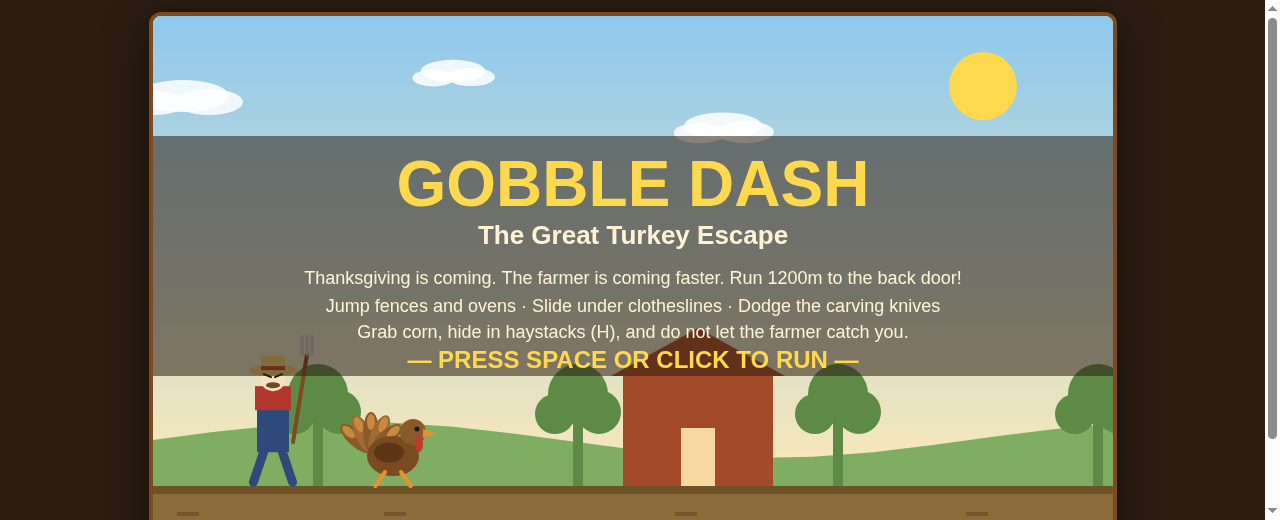 GOBBLE DASH
The Great Turkey Escape
Thanksgiving is coming. The farmer is coming faster. Run 1200m to the back door!
Jump fences and ovens · Slide under clotheslines · Dodge the carving knives
Grab corn, hide in haystacks (H), and do not let the farmer catch you.
— PRESS SPACE OR CLICK TO RUN —